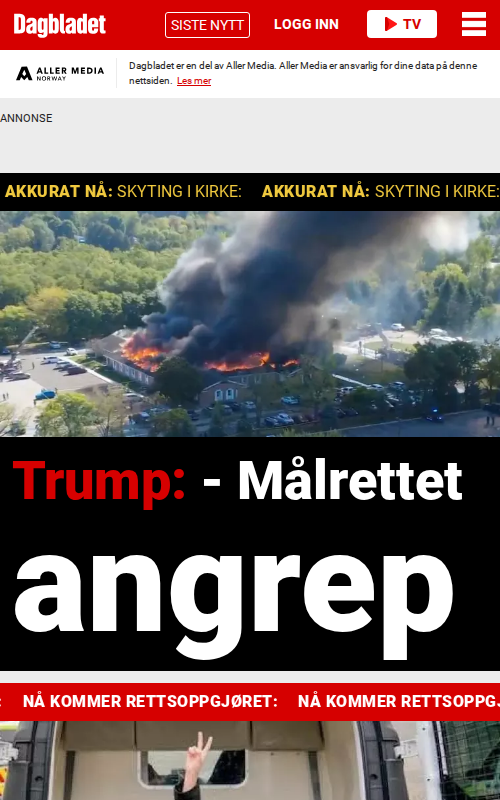 Dagbladet
SISTE NYTT
LOGG INN
TV
ALLER MEDIA
NORWAY
Dagbladet er en del av Aller Media. Aller Media er ansvarlig for dine data på denne
nettsiden. Les mer
ANNONSE
AKKURAT NÅ: SKYTING I KIRKE: AKKURAT NÅ: SKYTING I KIRKE:
Trump: - Målrettet
angrep
: NÅ KOMMER RETTSOPPGJØRET: NÅ KOMMER RETTSOPPGJ